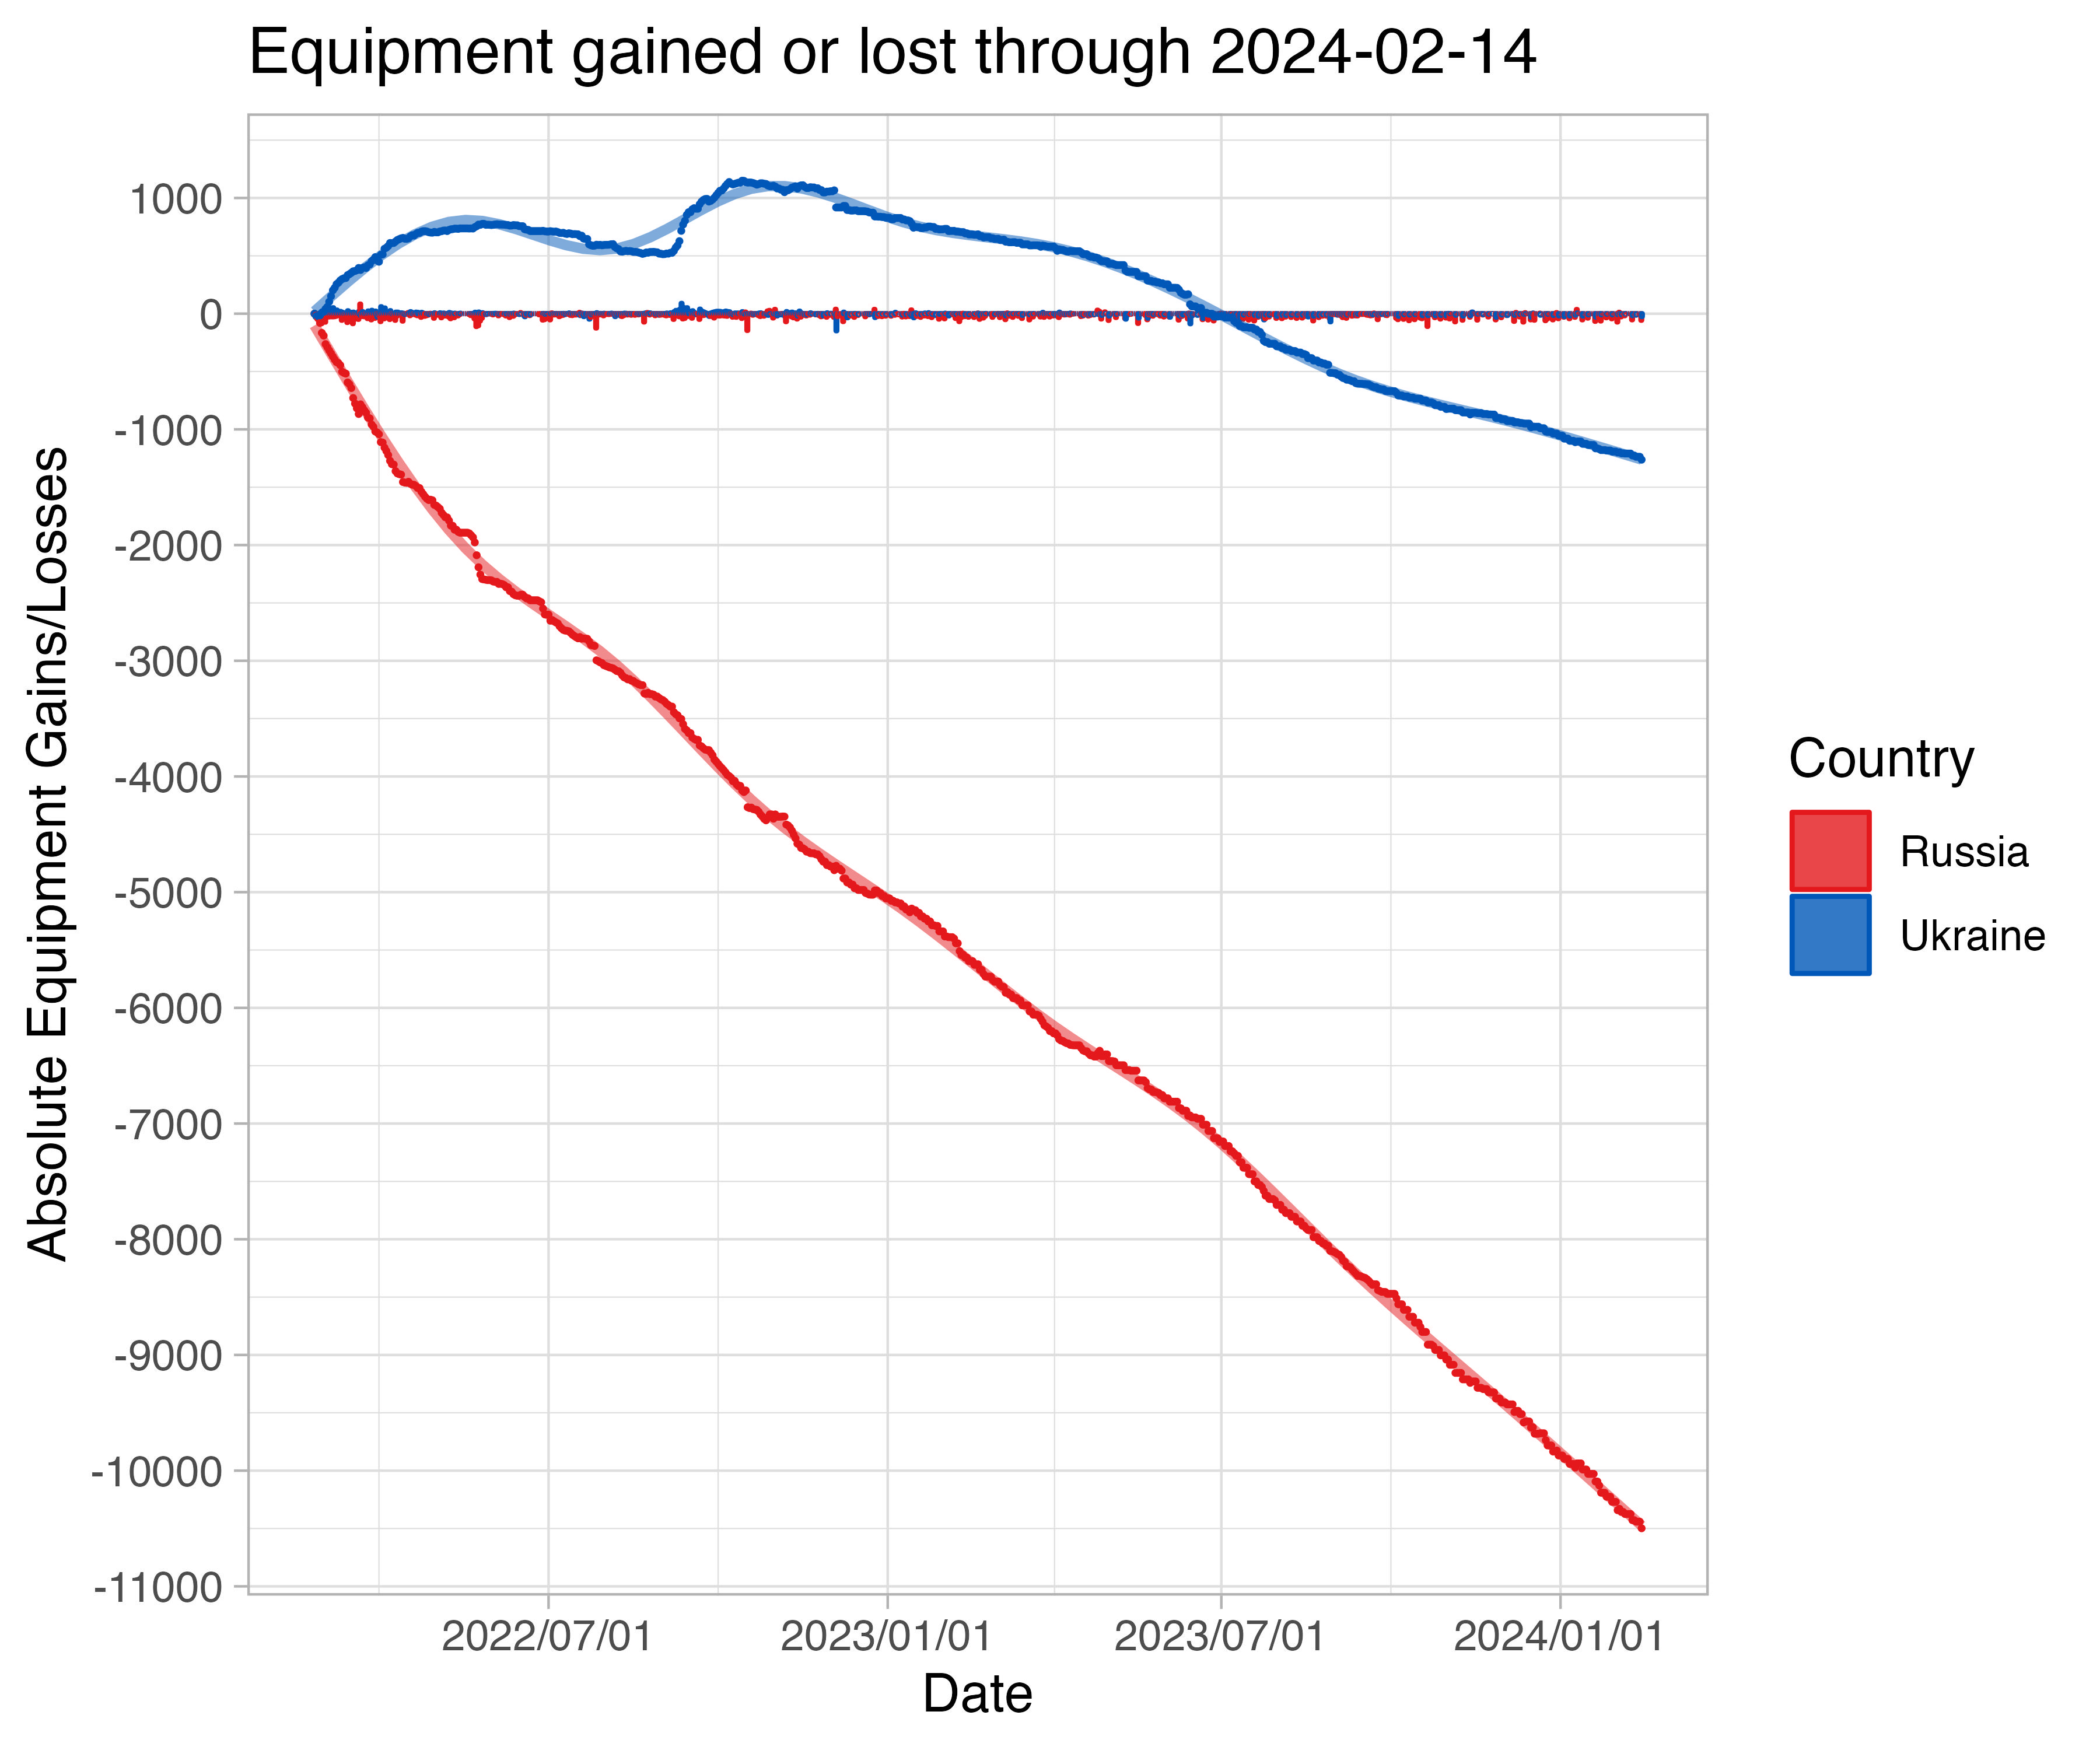 Equipment gained or lost through 2024-02-14
Absolute Equipment Gains/Losses
1000
0
-1000
-2000
-3000
-4000
-5000
-6000
-7000
-8000
-9000
-10000
-11000
2022/07/01
2023/01/01
2023/07/01
2024/01/01
Date
Country
Russia
Ukraine